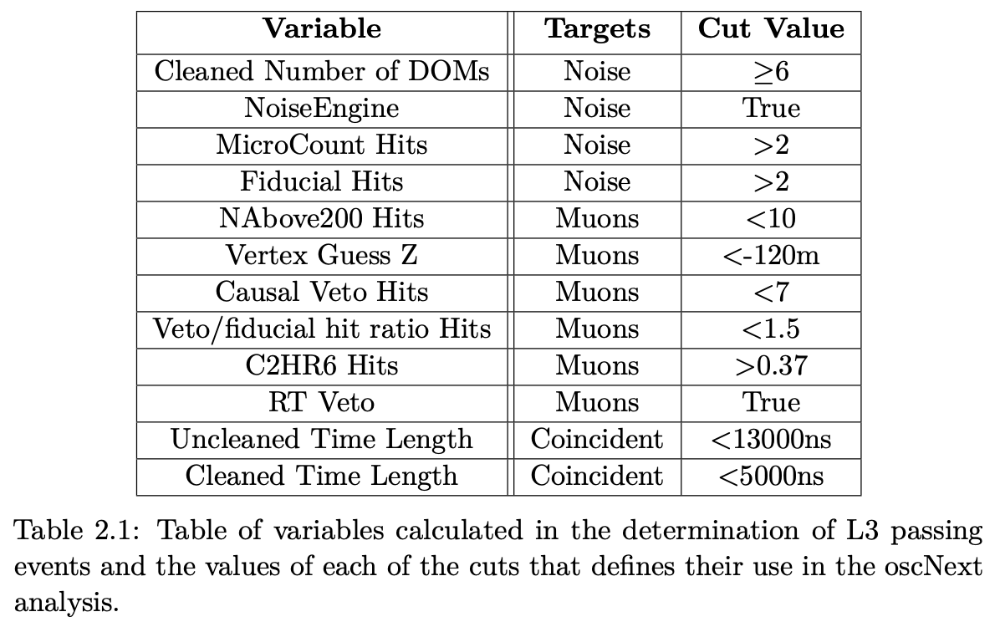 Variable Targets Cut Value
Cleaned Number of DOMs Noise ≥6
NoiseEngine Noise True
MicroCount Hits Noise >2
Fiducial Hits Noise >2
NAbove200 Hits Muons <10
Vertex Guess Z Muons <-120m
Causal Veto Hits Muons <7
Veto/fiducial hit ratio Hits Muons <1.5
C2HR6 Hits Muons >0.37
RT Veto Muons True
Uncleaned Time Length Coincident <13000ns
Cleaned Time Length Coincident <5000ns
Table 2.1: Table of variables calculated in the determination of L3 passing
events and the values of each of the cuts that defines their use in the oscNext
analysis.